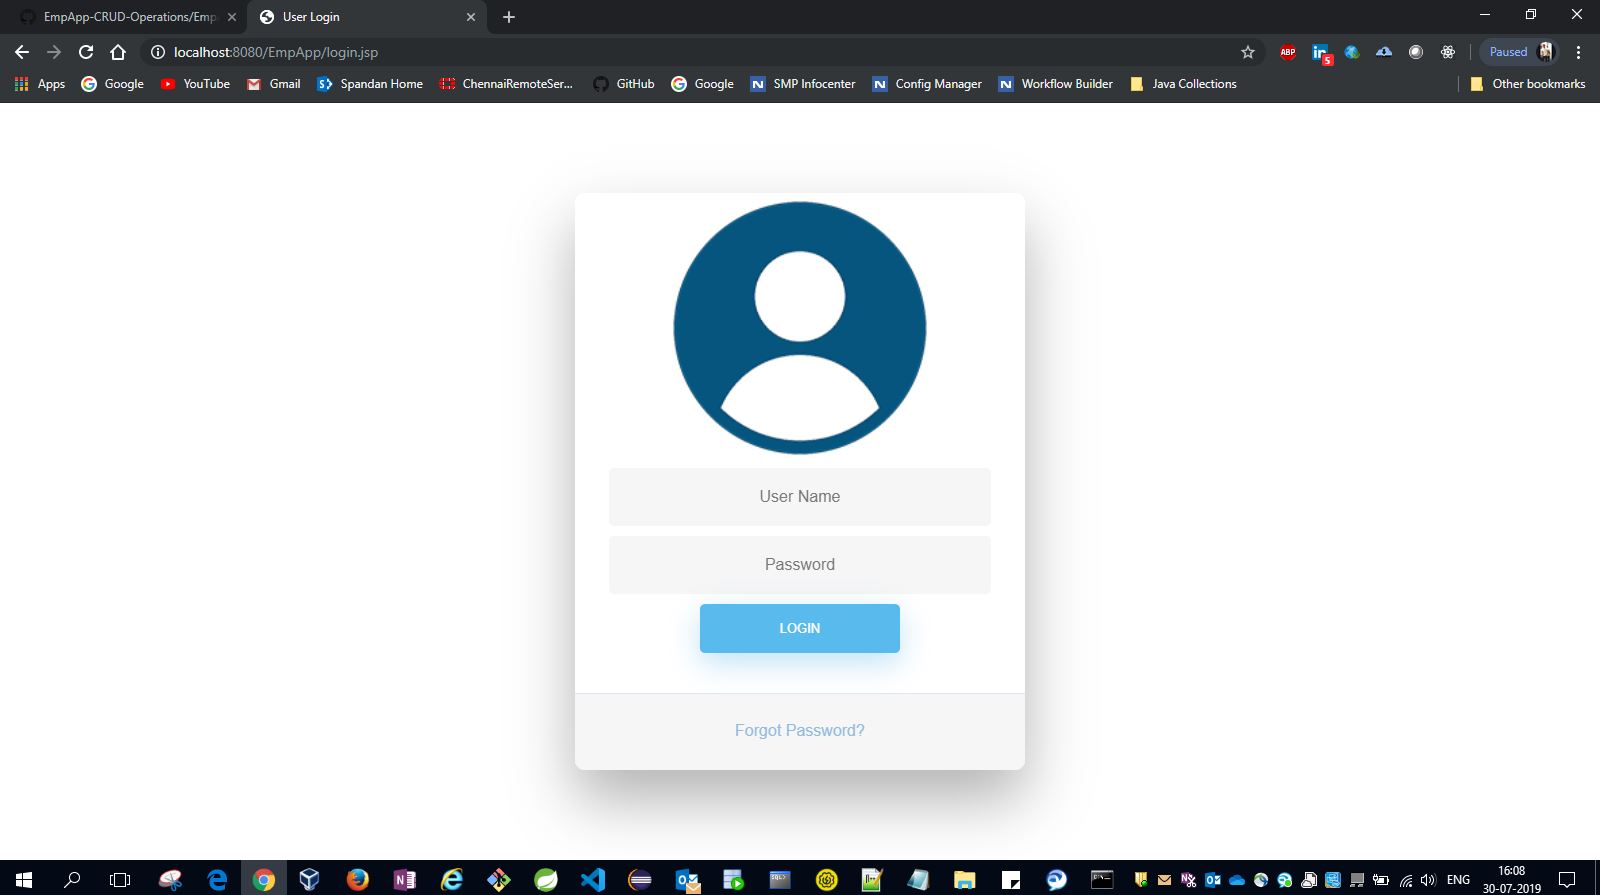 EmpApp-CRUD-Operations/Emp
User Login
localhost:8080/EmpApp/login.jsp
ABP
in
5
Paused
Apps
Google
YouTube
Gmail
Spandan Home
ChennaiRemoteSer...
GitHub
Google
N
SMP Infocenter
N
Config Manager
N
Workflow Builder
Java Collections
Other bookmarks
User Name
Password
LOGIN
Forgot Password?
ENG
16:08
30-07-2019